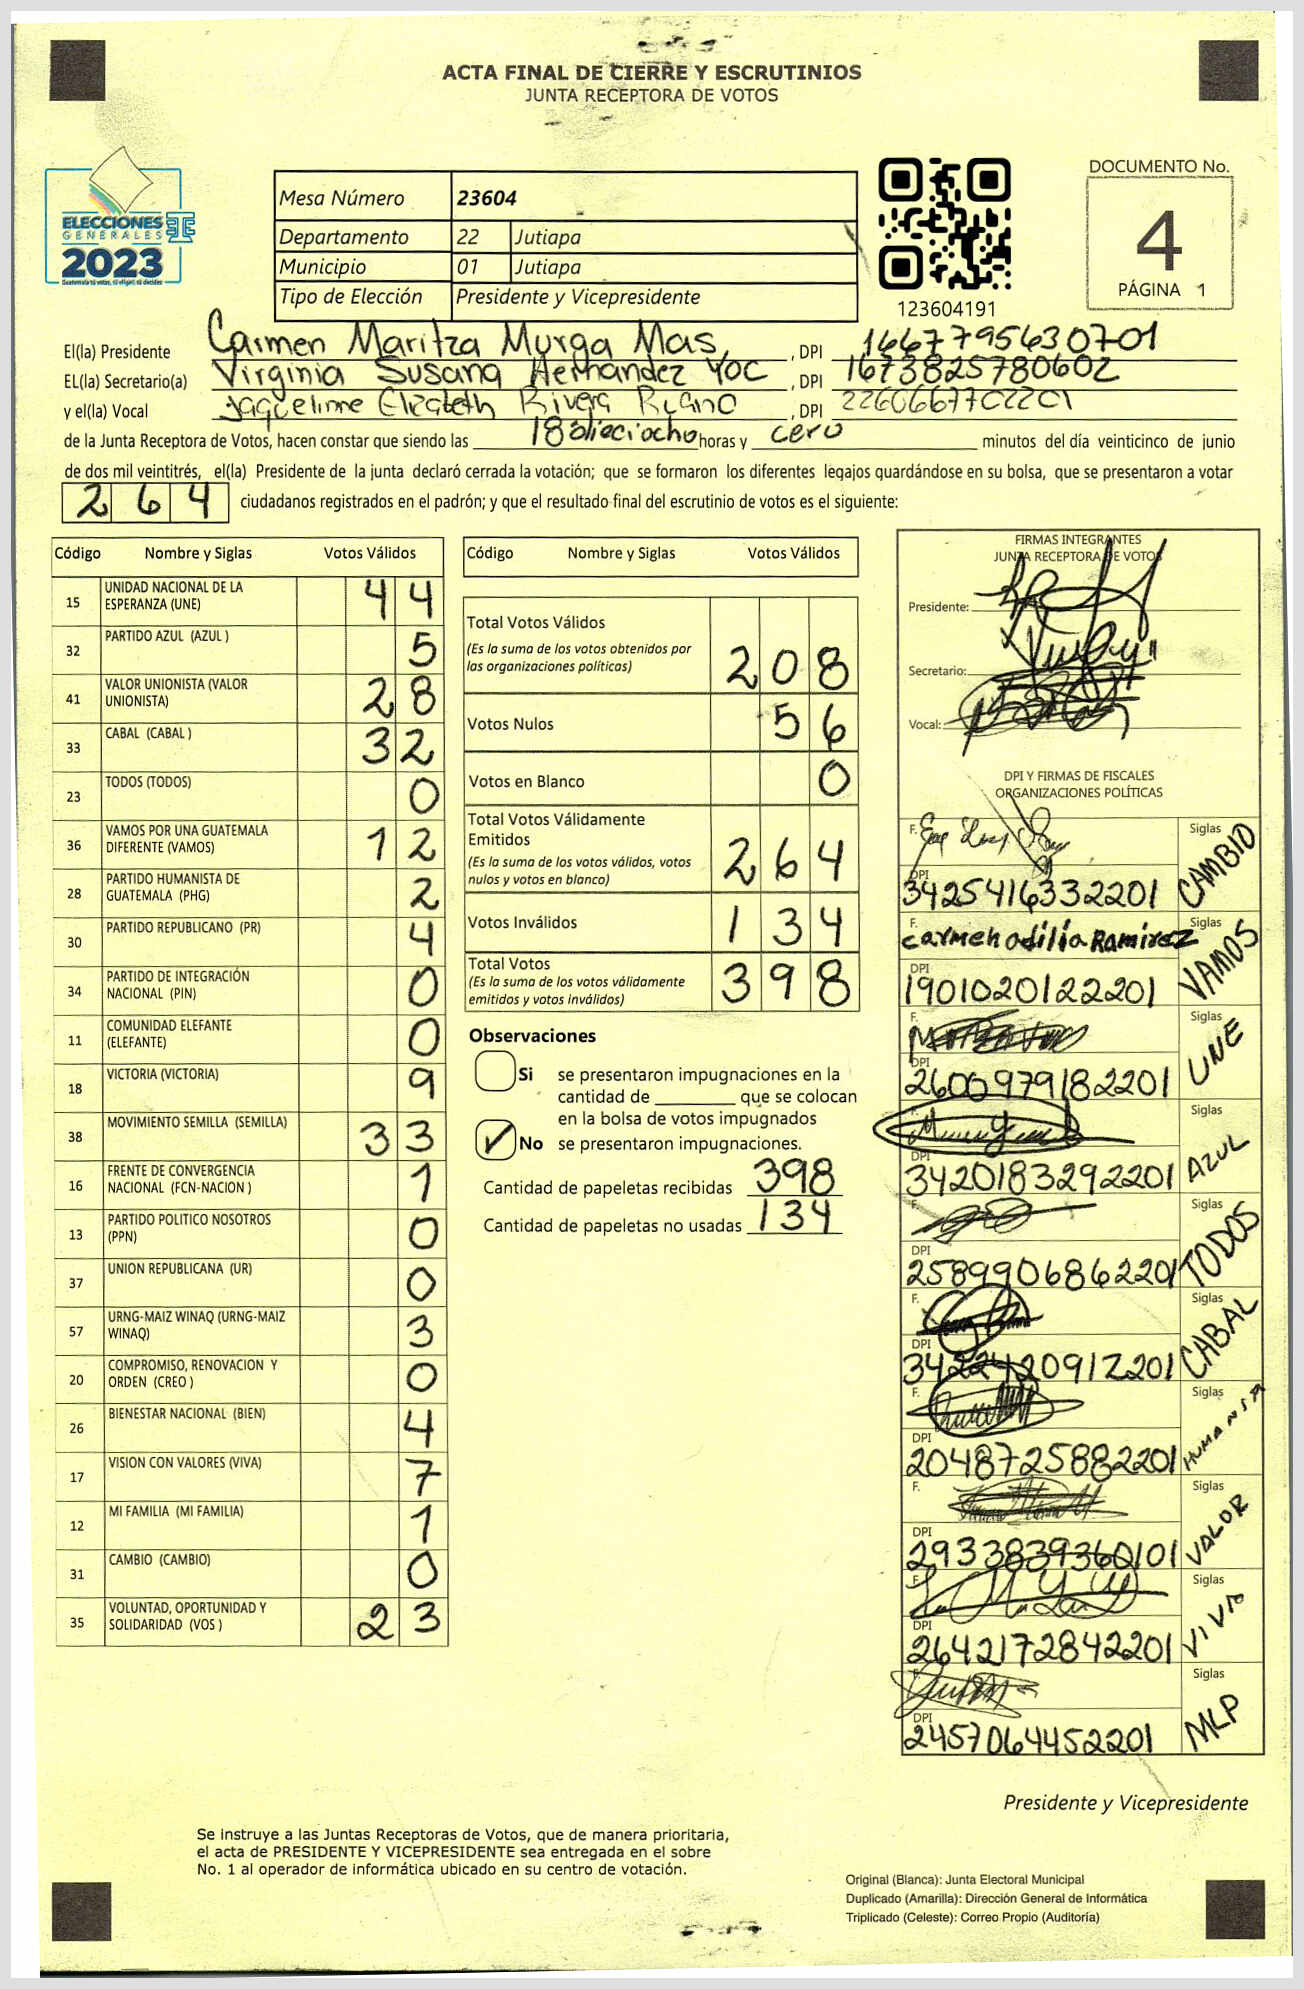 ACTA FINAL DE CIERRE Y ESCRUTINIOS
JUNTA RECEPTORA DE VOTOS
ELECCIONES
GENERALES
2023
Mesa Número 23604
Departamento 22 Jutiapa
Municipio 01 Jutiapa
Tipo de Elección Presidente y Vicepresidente
123604191
DOCUMENTO No.
4
PÁGINA 1
El(la) Presidente Carmen Maritza Murga Mas, DPI 1667795630701
EL(la) Secretario(a) Virginia Susana Hernandez YOC, DPI 1673825780602
y el(la) Vocal Jaqueline Elizabeth Rivera Ruano, DPI 2260667702201
de la Junta Receptora de Votos, hacen constar que siendo las 18 dieciocho horas y cero minutos del día veinticinco de junio
de dos mil veintitrés, el(la) Presidente de la junta declaró cerrada la votación; que se formaron los diferentes legajos quardándose en su bolsa, que se presentaron a votar
264 ciudadanos registrados en el padrón; y que el resultado final del escrutinio de votos es el siguiente:
Código Nombre y Siglas Votos Válidos
15 UNIDAD NACIONAL DE LA ESPERANZA (UNE) 44
32 PARTIDO AZUL (AZUL ) 5
41 VALOR UNIONISTA (VALOR UNIONISTA) 28
33 CABAL (CABAL ) 32
23 TODOS (TODOS) 0
36 VAMOS POR UNA GUATEMALA DIFERENTE (VAMOS) 12
28 PARTIDO HUMANISTA DE GUATEMALA (PHG) 2
30 PARTIDO REPUBLICANO (PR) 4
34 PARTIDO DE INTEGRACIÓN NACIONAL (PIN) 0
11 COMUNIDAD ELEFANTE (ELEFANTE) 0
18 VICTORIA (VICTORIA) 9
38 MOVIMIENTO SEMILLA (SEMILLA) 33
16 FRENTE DE CONVERGENCIA NACIONAL (FCN-NACION ) 1
13 PARTIDO POLITICO NOSOTROS (PPN) 0
37 UNION REPUBLICANA (UR) 0
57 URNG-MAIZ WINAQ (URNG-MAIZ WINAQ) 3
20 COMPROMISO, RENOVACION Y ORDEN (CREO ) 0
26 BIENESTAR NACIONAL (BIEN) 4
17 VISION CON VALORES (VIVA) 7
12 MI FAMILIA (MI FAMILIA) 1
31 CAMBIO (CAMBIO) 0
35 VOLUNTAD, OPORTUNIDAD Y SOLIDARIDAD (VOS ) 23
Código Nombre y Siglas Votos Válidos
Total Votos Válidos 208
(Es la suma de los votos obtenidos por
las organizaciones políticas)
Votos Nulos 56
Votos en Blanco 0
Total Votos Válidamente
Emitidos 264
(Es la suma de los votos válidos, votos
nulos y votos en blanco)
Votos Inválidos 134
Total Votos 398
(Es la suma de los votos válidamente
emitidos y votos inválidos)
Observaciones
Si se presentaron impugnaciones en la
cantidad de ________ que se colocan
en la bolsa de votos impugnados
No se presentaron impugnaciones.
Cantidad de papeletas recibidas 398
Cantidad de papeletas no usadas 134
FIRMAS INTEGRANTES
JUNTA RECEPTORA DE VOTOS
Presidente:
Secretario:
Vocal:
DPI Y FIRMAS DE FISCALES
ORGANIZACIONES POLÍTICAS
F. Siglas CAMBIO
DPI 3425416332201
carmen odilia Ramirez Siglas VAMOS
DPI 1901020122201
F. Siglas UNE
DPI 2600979182201
F. Siglas AZUL
DPI 3420183292201
F. Siglas TODOS
DPI 2589906862201
F. Siglas CABAL
DPI 3422420912201
F. Siglas HUMANISTA
DPI 2048725882201
F. Siglas VALOR
DPI 2933839360101
F. Siglas VIVA
DPI 2642172842201
F. Siglas MLP
DPI 2457064452201
Presidente y Vicepresidente
Se instruye a las Juntas Receptoras de Votos, que de manera prioritaria,
el acta de PRESIDENTE Y VICEPRESIDENTE sea entregada en el sobre
No. 1 al operador de informática ubicado en su centro de votación.
Original (Blanca): Junta Electoral Municipal
Duplicado (Amarilla): Dirección General de Informática
Triplicado (Celeste): Correo Propio (Auditoría)